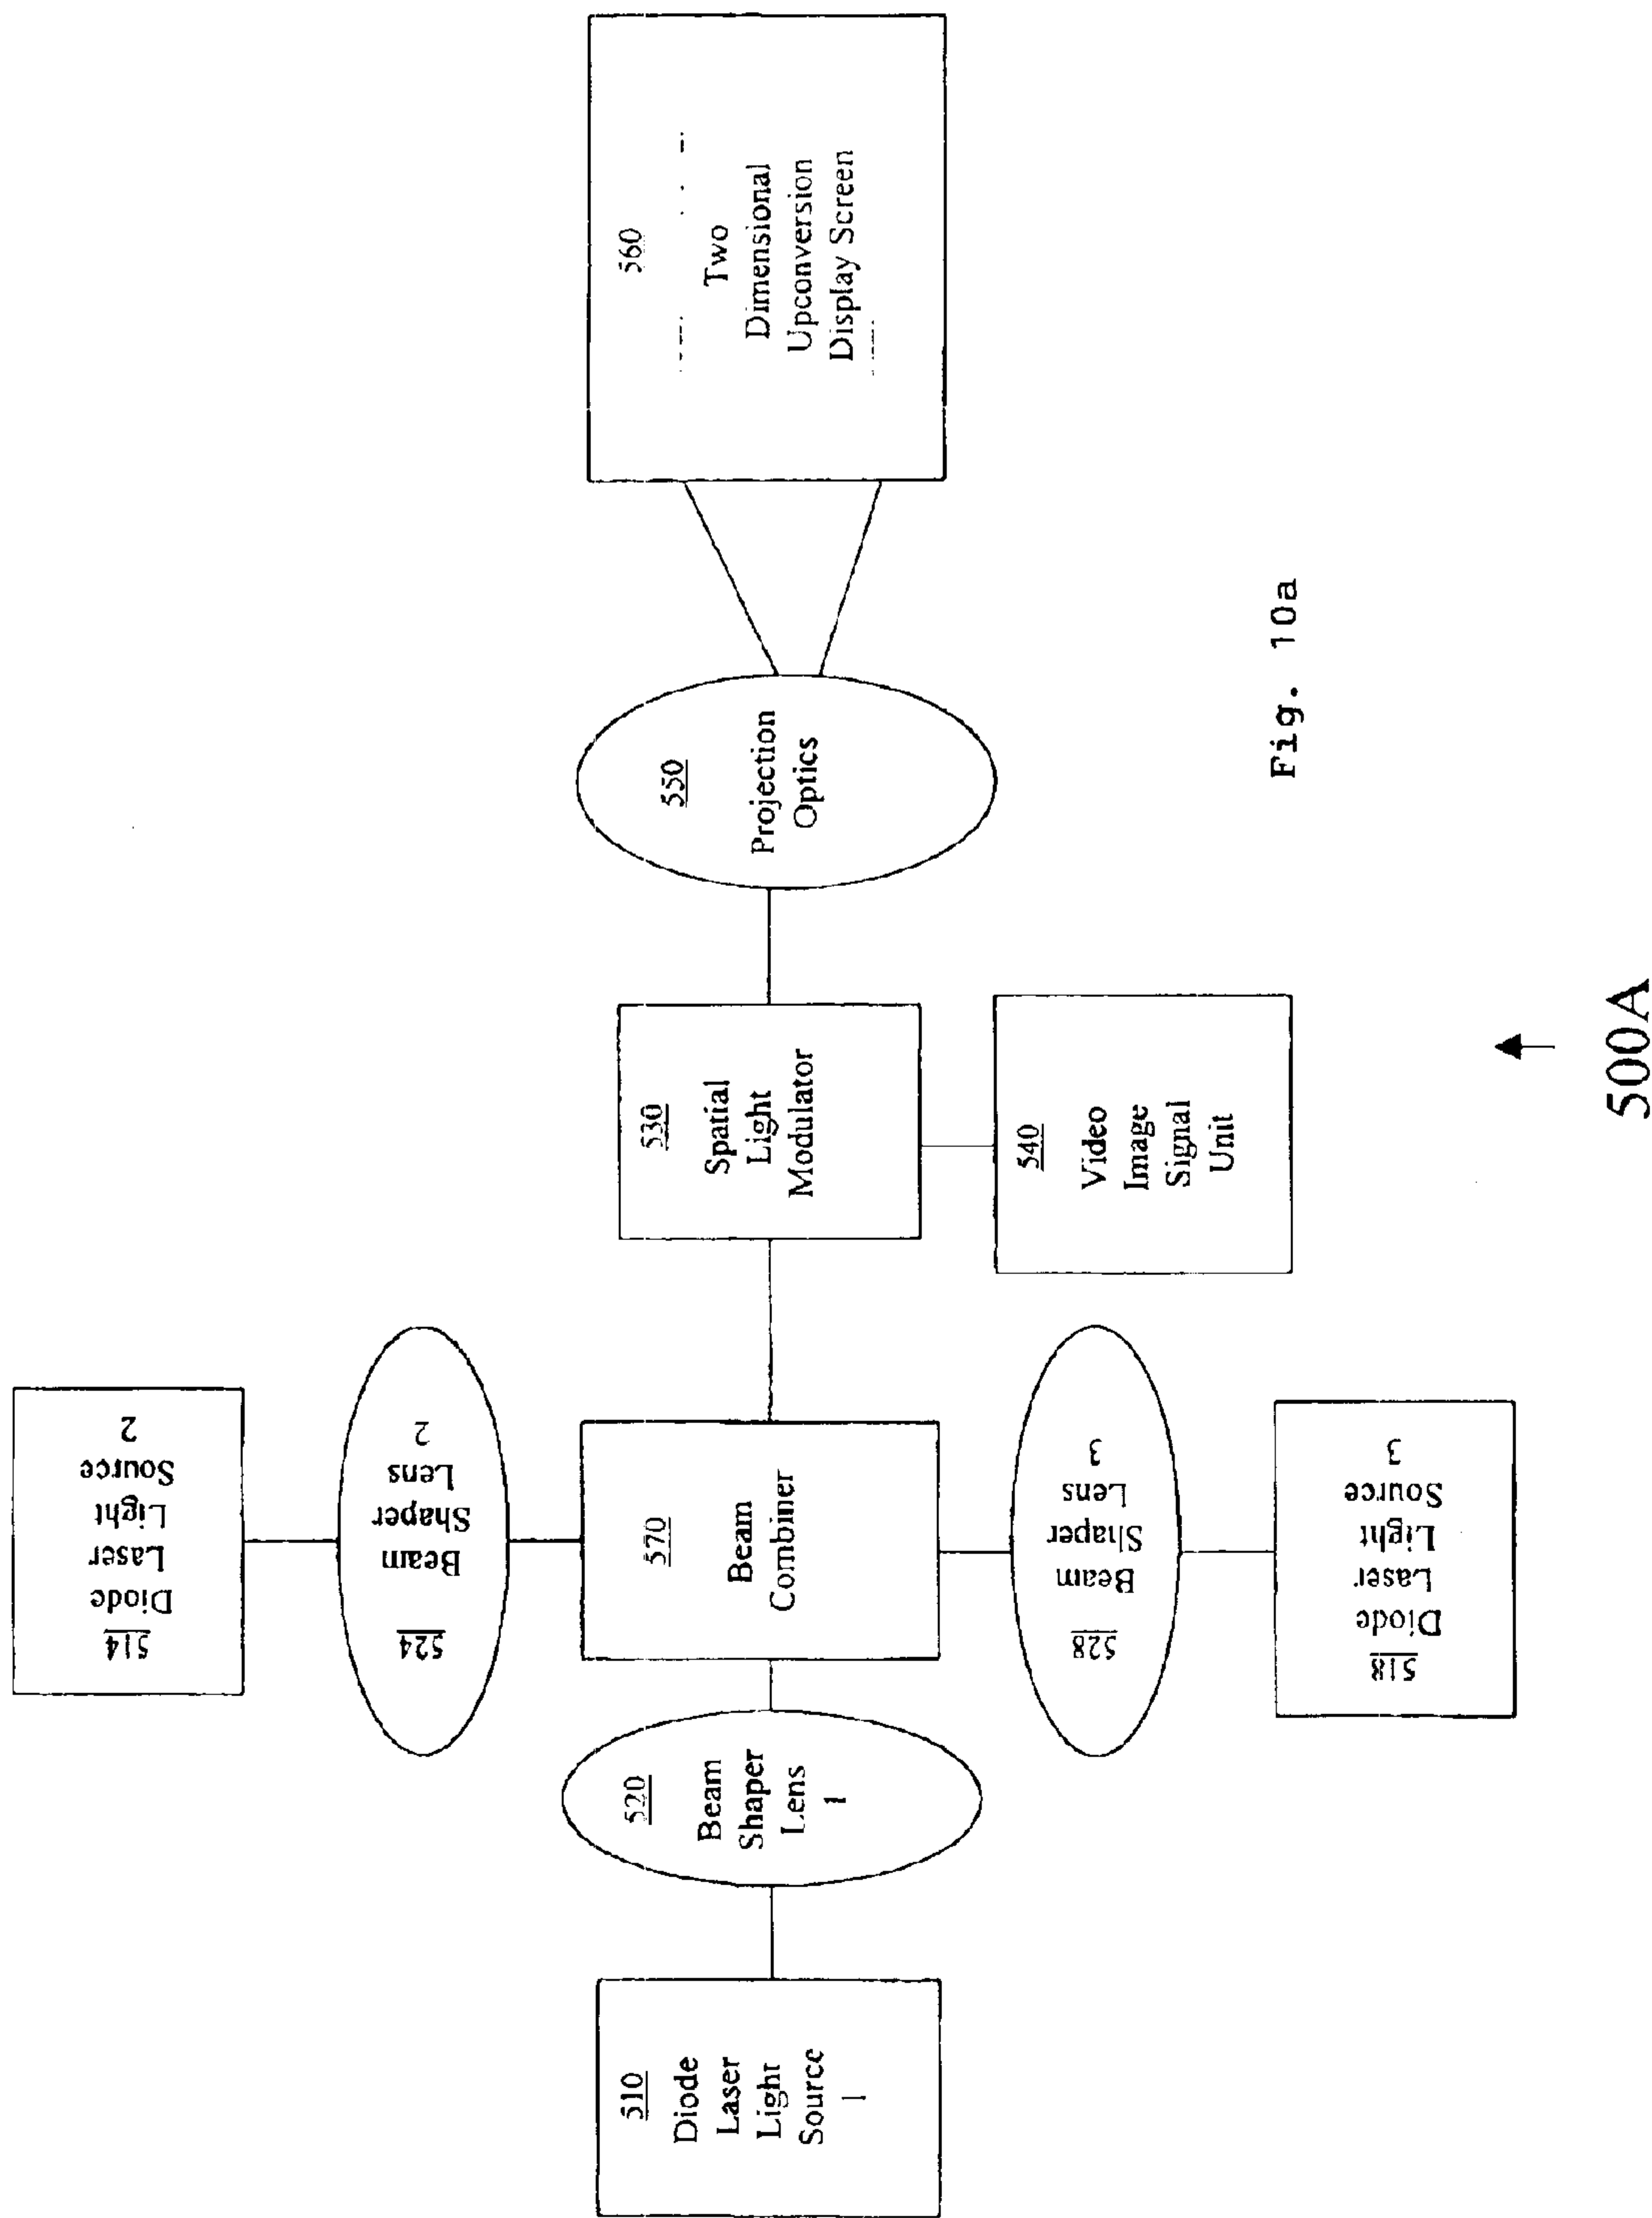 514
Diode
Laser
Light
Source
2
524
Beam
Shaper
Lens
2
510
Diode
Laser
Light
Source
1
520
Beam
Shaper
Lens
1
570
Beam
Combiner
530
Spatial
Light
Modulator
550
Projection
Optics
560
Two
Dimensional
Upconversion
Display Screen
528
Beam
Shaper
Lens
3
518
Diode
Laser
Light
Source
3
540
Video
Image
Signal
Unit
Fig. 10a
500A